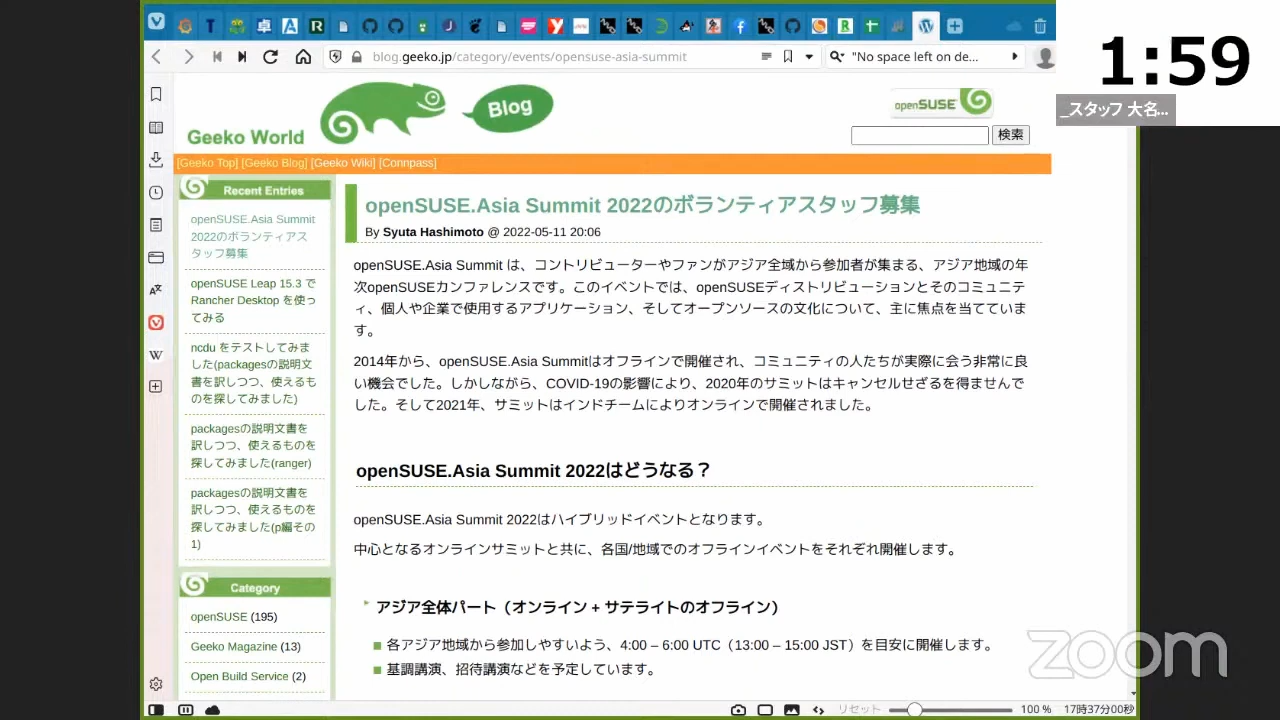 1:59
_スタッフ 大名...
blog.geeko.jp/category/events/opensuse-asia-summit
"No space left on de...
Geeko World
Blog
openSUSE
検索
[Geeko Top] [Geeko Blog] [Geeko Wiki] [Connpass]
Recent Entries
openSUSE.Asia Summit
2022のボランティアス
タッフ募集
openSUSE Leap 15.3 で
Rancher Desktop を使っ
てみる
ncdu をテストしてみま
した(packagesの説明文
書を訳しつつ、使えるも
のを探してみました)
packagesの説明文書を
訳しつつ、使えるものを
探してみました(ranger)
packagesの説明文書を
訳しつつ、使えるものを
探してみました(p編その
1)
Category
openSUSE (195)
Geeko Magazine (13)
Open Build Service (2)
openSUSE.Asia Summit 2022のボランティアスタッフ募集
By Syuta Hashimoto @ 2022-05-11 20:06
openSUSE.Asia Summit は、コントリビューターやファンがアジア全域から参加者が集まる、アジア地域の年
次openSUSEカンファレンスです。このイベントでは、openSUSEディストリビューションとそのコミュニテ
ィ、個人や企業で使用するアプリケーション、そしてオープンソースの文化について、主に焦点を当てていま
す。
2014年から、openSUSE.Asia Summitはオフラインで開催され、コミュニティの人たちが実際に会う非常に良
い機会でした。しかしながら、COVID-19の影響により、2020年のサミットはキャンセルせざるを得ませんで
した。そして2021年、サミットはインドチームによりオンラインで開催されました。
openSUSE.Asia Summit 2022はどうなる？
openSUSE.Asia Summit 2022はハイブリッドイベントとなります。
中心となるオンラインサミットと共に、各国/地域でのオフラインイベントをそれぞれ開催します。
アジア全体パート（オンライン + サテライトのオフライン）
各アジア地域から参加しやすいよう、4:00 – 6:00 UTC（13:00 – 15:00 JST）を目安に開催します。
基調講演、招待講演などを予定しています。
zoom
リセット
100 %
17時37分00秒